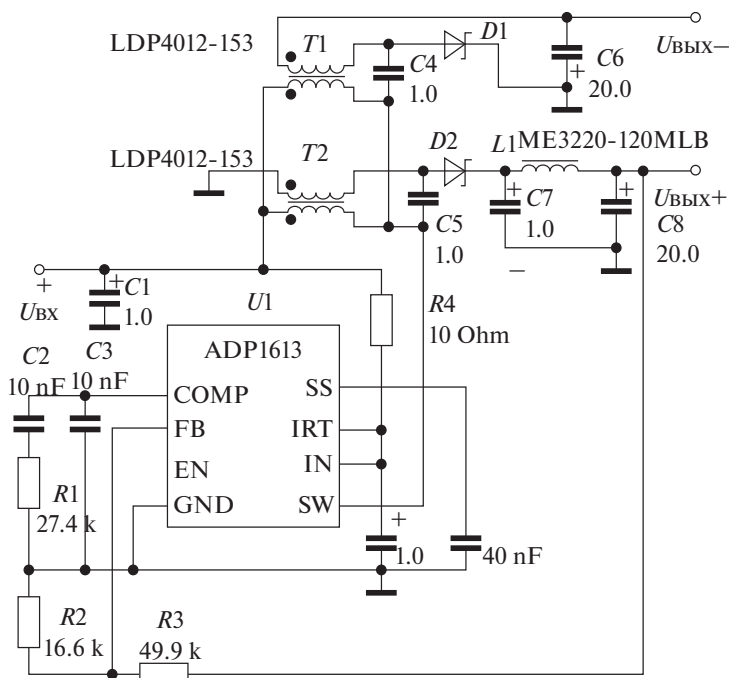 LDP4012-153
T1
D1
C4
1.0
C6
+
20.0
Uвых−
LDP4012-153
T2
D2
L1 ME3220-120MLB
C5
1.0
+
C7
1.0
−
+
C8
20.0
Uвых+
+
Uвх
+
C1
1.0
U1
R4
10 Ohm
C2
10 nF
C3
10 nF
ADP1613
COMP
SS
FB
IRT
EN
IN
GND
SW
R1
27.4 k
+
1.0
40 nF
R2
16.6 k
R3
49.9 k